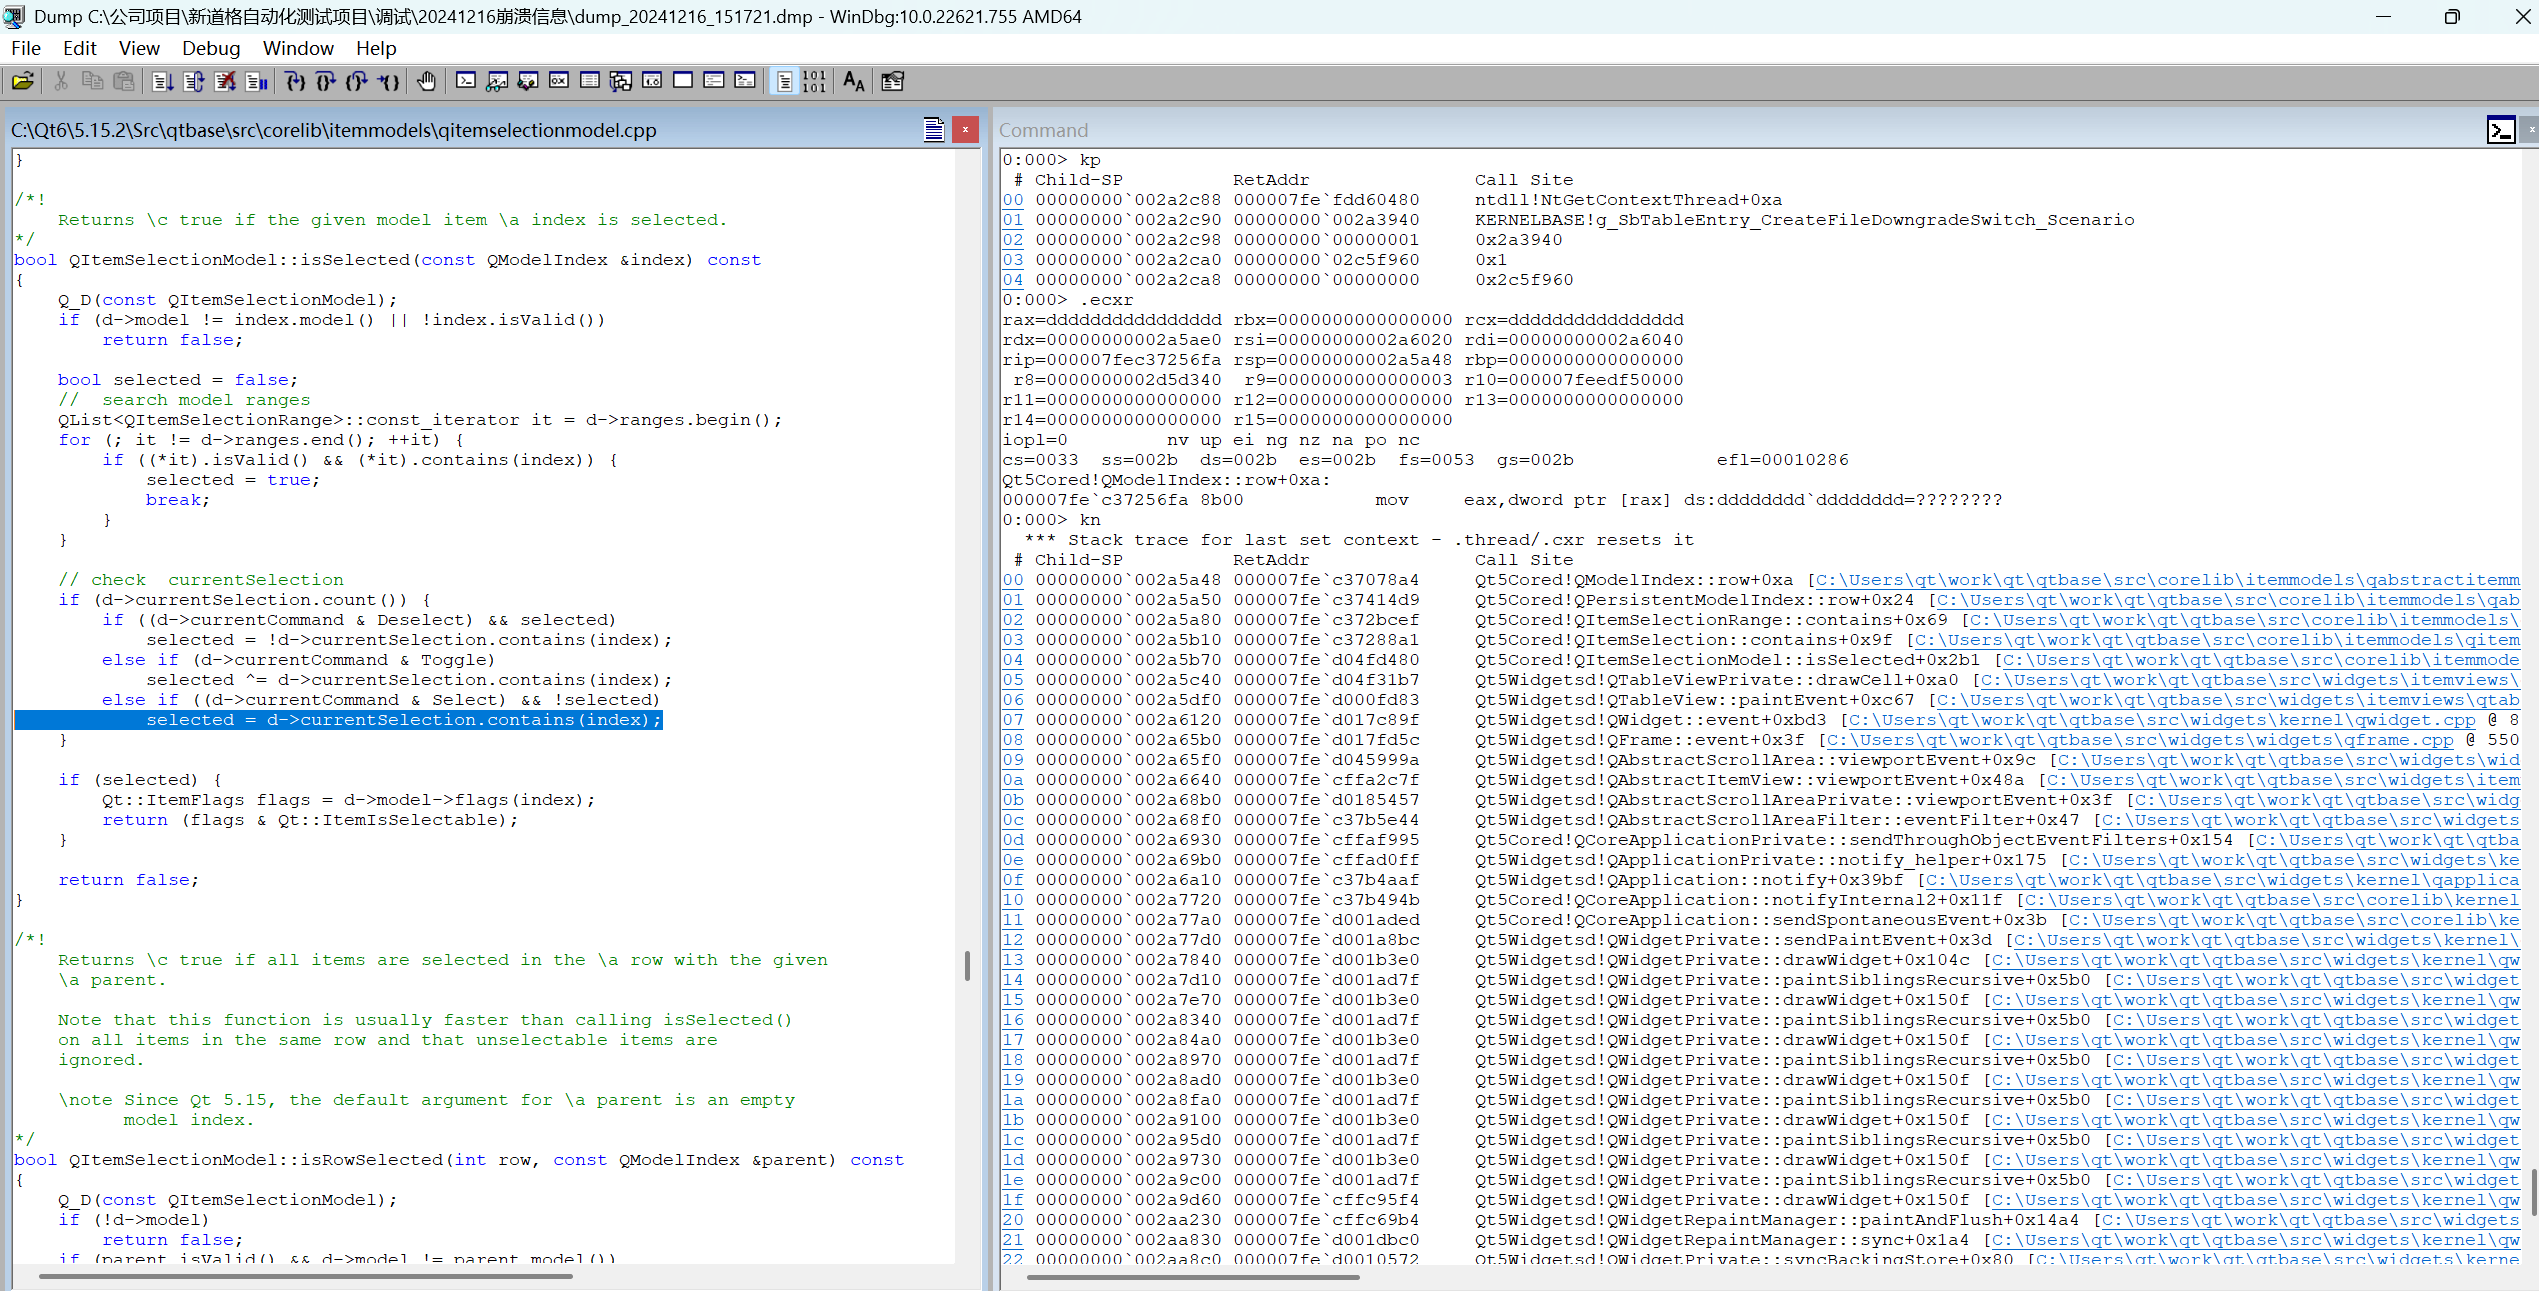 Dump C:\公司项目\新道格自动化测试项目\调试\20241216崩溃信息\dump_20241216_151721.dmp - WinDbg:10.0.22621.755 AMD64
File Edit View Debug Window Help
C:\Qt6\5.15.2\Src\qtbase\src\corelib\itemmodels\qitemselectionmodel.cpp
}
/*!
    Returns \c true if the given model item \a index is selected.
*/
bool QItemSelectionModel::isSelected(const QModelIndex &index) const
{
    Q_D(const QItemSelectionModel);
    if (d->model != index.model() || !index.isValid())
        return false;
    bool selected = false;
    //  search model ranges
    QList<QItemSelectionRange>::const_iterator it = d->ranges.begin();
    for (; it != d->ranges.end(); ++it) {
        if ((*it).isValid() && (*it).contains(index)) {
            selected = true;
            break;
        }
    }
    // check  currentSelection
    if (d->currentSelection.count()) {
        if ((d->currentCommand & Deselect) && selected)
            selected = !d->currentSelection.contains(index);
        else if (d->currentCommand & Toggle)
            selected ^= d->currentSelection.contains(index);
        else if ((d->currentCommand & Select) && !selected)
            selected = d->currentSelection.contains(index);
    }
    if (selected) {
        Qt::ItemFlags flags = d->model->flags(index);
        return (flags & Qt::ItemIsSelectable);
    }
    return false;
}
/*!
    Returns \c true if all items are selected in the \a row with the given
    \a parent.
    Note that this function is usually faster than calling isSelected()
    on all items in the same row and that unselectable items are
    ignored.
    \note Since Qt 5.15, the default argument for \a parent is an empty
          model index.
*/
bool QItemSelectionModel::isRowSelected(int row, const QModelIndex &parent) const
{
    Q_D(const QItemSelectionModel);
    if (!d->model)
        return false;
    if (parent.isValid() && d->model != parent.model())
Command
0:000> kp
 # Child-SP          RetAddr               Call Site
00 00000000`002a2c88 000007fe`fdd60480     ntdll!NtGetContextThread+0xa
01 00000000`002a2c90 00000000`002a3940     KERNELBASE!g_SbTableEntry_CreateFileDowngradeSwitch_Scenario
02 00000000`002a2c98 00000000`00000001     0x2a3940
03 00000000`002a2ca0 00000000`02c5f960     0x1
04 00000000`002a2ca8 00000000`00000000     0x2c5f960
0:000> .ecxr
rax=dddddddddddddddd rbx=0000000000000000 rcx=dddddddddddddddd
rdx=00000000002a5ae0 rsi=00000000002a6020 rdi=00000000002a6040
rip=000007fec37256fa rsp=00000000002a5a48 rbp=0000000000000000
 r8=0000000002d5d340  r9=0000000000000003 r10=000007feedf50000
r11=0000000000000000 r12=0000000000000000 r13=0000000000000000
r14=0000000000000000 r15=0000000000000000
iopl=0         nv up ei ng nz na po nc
cs=0033  ss=002b  ds=002b  es=002b  fs=0053  gs=002b             efl=00010286
Qt5Cored!QModelIndex::row+0xa:
000007fe`c37256fa 8b00            mov     eax,dword ptr [rax] ds:dddddddd`dddddddd=????????
0:000> kn
  *** Stack trace for last set context - .thread/.cxr resets it
 # Child-SP          RetAddr               Call Site
00 00000000`002a5a48 000007fe`c37078a4     Qt5Cored!QModelIndex::row+0xa [C:\Users\qt\work\qt\qtbase\src\corelib\itemmodels\qabstractitemm
01 00000000`002a5a50 000007fe`c37414d9     Qt5Cored!QPersistentModelIndex::row+0x24 [C:\Users\qt\work\qt\qtbase\src\corelib\itemmodels\qab
02 00000000`002a5a80 000007fe`c372bcef     Qt5Cored!QItemSelectionRange::contains+0x69 [C:\Users\qt\work\qt\qtbase\src\corelib\itemmodels\
03 00000000`002a5b10 000007fe`c37288a1     Qt5Cored!QItemSelection::contains+0x9f [C:\Users\qt\work\qt\qtbase\src\corelib\itemmodels\qitem
04 00000000`002a5b70 000007fe`d04fd480     Qt5Cored!QItemSelectionModel::isSelected+0x2b1 [C:\Users\qt\work\qt\qtbase\src\corelib\itemmode
05 00000000`002a5c40 000007fe`d04f31b7     Qt5Widgetsd!QTableViewPrivate::drawCell+0xa0 [C:\Users\qt\work\qt\qtbase\src\widgets\itemviews\
06 00000000`002a5df0 000007fe`d000fd83     Qt5Widgetsd!QTableView::paintEvent+0xc67 [C:\Users\qt\work\qt\qtbase\src\widgets\itemviews\qtab
07 00000000`002a6120 000007fe`d017c89f     Qt5Widgetsd!QWidget::event+0xbd3 [C:\Users\qt\work\qt\qtbase\src\widgets\kernel\qwidget.cpp @ 8
08 00000000`002a65b0 000007fe`d017fd5c     Qt5Widgetsd!QFrame::event+0x3f [C:\Users\qt\work\qt\qtbase\src\widgets\widgets\qframe.cpp @ 550
09 00000000`002a65f0 000007fe`d045999a     Qt5Widgetsd!QAbstractScrollArea::viewportEvent+0x9c [C:\Users\qt\work\qt\qtbase\src\widgets\wid
0a 00000000`002a6640 000007fe`cffa2c7f     Qt5Widgetsd!QAbstractItemView::viewportEvent+0x48a [C:\Users\qt\work\qt\qtbase\src\widgets\item
0b 00000000`002a68b0 000007fe`d0185457     Qt5Widgetsd!QAbstractScrollAreaPrivate::viewportEvent+0x3f [C:\Users\qt\work\qt\qtbase\src\widg
0c 00000000`002a68f0 000007fe`c37b5e44     Qt5Widgetsd!QAbstractScrollAreaFilter::eventFilter+0x47 [C:\Users\qt\work\qt\qtbase\src\widgets
0d 00000000`002a6930 000007fe`cffaf995     Qt5Cored!QCoreApplicationPrivate::sendThroughObjectEventFilters+0x154 [C:\Users\qt\work\qt\qtba
0e 00000000`002a69b0 000007fe`cffad0ff     Qt5Widgetsd!QApplicationPrivate::notify_helper+0x175 [C:\Users\qt\work\qt\qtbase\src\widgets\ke
0f 00000000`002a6a10 000007fe`c37b4aaf     Qt5Widgetsd!QApplication::notify+0x39bf [C:\Users\qt\work\qt\qtbase\src\widgets\kernel\qapplica
10 00000000`002a7720 000007fe`c37b494b     Qt5Cored!QCoreApplication::notifyInternal2+0x11f [C:\Users\qt\work\qt\qtbase\src\corelib\kernel
11 00000000`002a77a0 000007fe`d001aded     Qt5Cored!QCoreApplication::sendSpontaneousEvent+0x3b [C:\Users\qt\work\qt\qtbase\src\corelib\ke
12 00000000`002a77d0 000007fe`d001a8bc     Qt5Widgetsd!QWidgetPrivate::sendPaintEvent+0x3d [C:\Users\qt\work\qt\qtbase\src\widgets\kernel\
13 00000000`002a7840 000007fe`d001b3e0     Qt5Widgetsd!QWidgetPrivate::drawWidget+0x104c [C:\Users\qt\work\qt\qtbase\src\widgets\kernel\qw
14 00000000`002a7d10 000007fe`d001ad7f     Qt5Widgetsd!QWidgetPrivate::paintSiblingsRecursive+0x5b0 [C:\Users\qt\work\qt\qtbase\src\widget
15 00000000`002a7e70 000007fe`d001b3e0     Qt5Widgetsd!QWidgetPrivate::drawWidget+0x150f [C:\Users\qt\work\qt\qtbase\src\widgets\kernel\qw
16 00000000`002a8340 000007fe`d001ad7f     Qt5Widgetsd!QWidgetPrivate::paintSiblingsRecursive+0x5b0 [C:\Users\qt\work\qt\qtbase\src\widget
17 00000000`002a84a0 000007fe`d001b3e0     Qt5Widgetsd!QWidgetPrivate::drawWidget+0x150f [C:\Users\qt\work\qt\qtbase\src\widgets\kernel\qw
18 00000000`002a8970 000007fe`d001ad7f     Qt5Widgetsd!QWidgetPrivate::paintSiblingsRecursive+0x5b0 [C:\Users\qt\work\qt\qtbase\src\widget
19 00000000`002a8ad0 000007fe`d001b3e0     Qt5Widgetsd!QWidgetPrivate::drawWidget+0x150f [C:\Users\qt\work\qt\qtbase\src\widgets\kernel\qw
1a 00000000`002a8fa0 000007fe`d001ad7f     Qt5Widgetsd!QWidgetPrivate::paintSiblingsRecursive+0x5b0 [C:\Users\qt\work\qt\qtbase\src\widget
1b 00000000`002a9100 000007fe`d001b3e0     Qt5Widgetsd!QWidgetPrivate::drawWidget+0x150f [C:\Users\qt\work\qt\qtbase\src\widgets\kernel\qw
1c 00000000`002a95d0 000007fe`d001ad7f     Qt5Widgetsd!QWidgetPrivate::paintSiblingsRecursive+0x5b0 [C:\Users\qt\work\qt\qtbase\src\widget
1d 00000000`002a9730 000007fe`d001b3e0     Qt5Widgetsd!QWidgetPrivate::drawWidget+0x150f [C:\Users\qt\work\qt\qtbase\src\widgets\kernel\qw
1e 00000000`002a9c00 000007fe`d001ad7f     Qt5Widgetsd!QWidgetPrivate::paintSiblingsRecursive+0x5b0 [C:\Users\qt\work\qt\qtbase\src\widget
1f 00000000`002a9d60 000007fe`cffc95f4     Qt5Widgetsd!QWidgetPrivate::drawWidget+0x150f [C:\Users\qt\work\qt\qtbase\src\widgets\kernel\qw
20 00000000`002aa230 000007fe`cffc69b4     Qt5Widgetsd!QWidgetRepaintManager::paintAndFlush+0x14a4 [C:\Users\qt\work\qt\qtbase\src\widgets
21 00000000`002aa830 000007fe`d001dbc0     Qt5Widgetsd!QWidgetRepaintManager::sync+0x1a4 [C:\Users\qt\work\qt\qtbase\src\widgets\kernel\qw
22 00000000`002aa8c0 000007fe`d0010572     Qt5Widgetsd!QWidgetPrivate::syncBackingStore+0x80 [C:\Users\qt\work\qt\qtbase\src\widgets\kerne